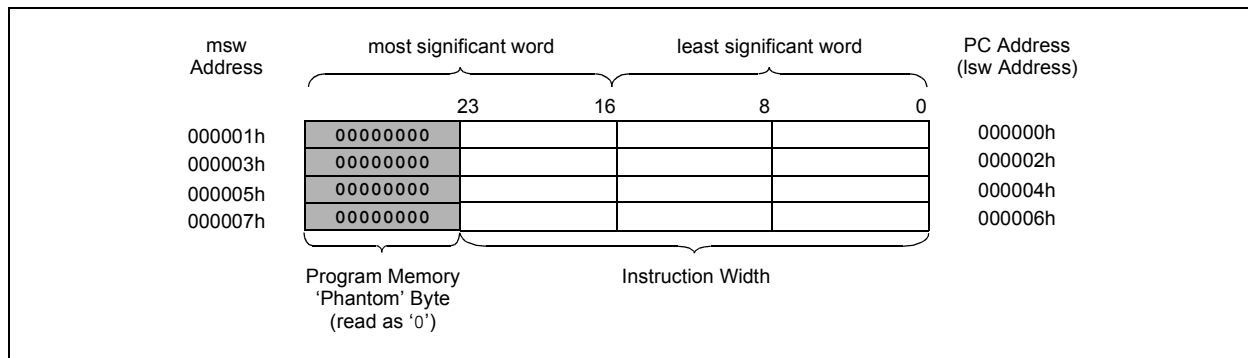 msw Address
most significant word
least significant word
PC Address
(lsw Address)
23 16 8 0
000001h 00000000 000000h
000003h 00000000 000002h
000005h 00000000 000004h
000007h 00000000 000006h
Program Memory
‘Phantom’ Byte
(read as ‘0’)
Instruction Width